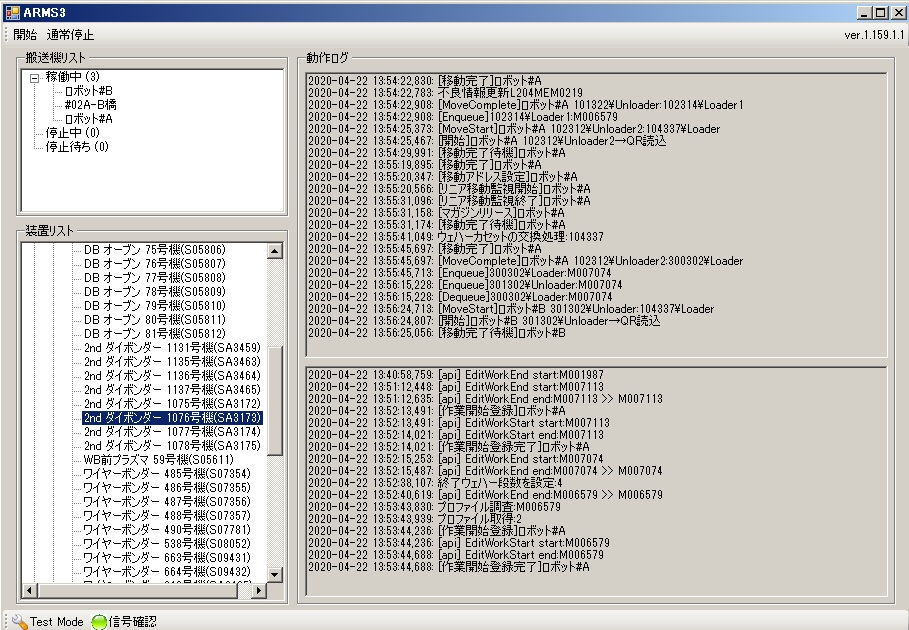 ARMS3
開始 通常停止
ver.1.159.1.1
搬送機リスト
稼働中 (3)
ロボット#B
#02A-B橋
ロボット#A
停止中 (0)
停止待ち (0)
装置リスト
DB オーブン 75号機(S05806)
DB オーブン 76号機(S05807)
DB オーブン 77号機(S05808)
DB オーブン 78号機(S05809)
DB オーブン 79号機(S05810)
DB オーブン 80号機(S05811)
DB オーブン 81号機(S05812)
2nd ダイボンダー 1131号機(SA3459)
2nd ダイボンダー 1135号機(SA3463)
2nd ダイボンダー 1136号機(SA3464)
2nd ダイボンダー 1137号機(SA3465)
2nd ダイボンダー 1075号機(SA3172)
2nd ダイボンダー 1076号機(SA3173)
2nd ダイボンダー 1077号機(SA3174)
2nd ダイボンダー 1078号機(SA3175)
WB前プラズマ 59号機(S05611)
ワイヤーボンダー 485号機(S07354)
ワイヤーボンダー 486号機(S07355)
ワイヤーボンダー 487号機(S07356)
ワイヤーボンダー 488号機(S07357)
ワイヤーボンダー 490号機(S07781)
ワイヤーボンダー 538号機(S08052)
ワイヤーボンダー 663号機(S09431)
ワイヤーボンダー 664号機(S09432)
動作ログ
2020-04-22 13:54:22,830: [移動完了]ロボット#A
2020-04-22 13:54:22,783: 不良情報更新L204MEM0219
2020-04-22 13:54:22,908: [MoveComplete]ロボット#A 101322¥Unloader:102314¥Loader1
2020-04-22 13:54:22,908: [Enqueue]102314¥Loader1:M006579
2020-04-22 13:54:25,373: [MoveStart]ロボット#A 102312¥Unloader2:104337¥Loader
2020-04-22 13:54:25,467: [開始]ロボット#A 102312¥Unloader2→QR読込
2020-04-22 13:54:29,991: [移動完了待機]ロボット#A
2020-04-22 13:55:19,895: [移動完了]ロボット#A
2020-04-22 13:55:20,347: [移動アドレス設定]ロボット#A
2020-04-22 13:55:20,566: [リニア移動監視開始]ロボット#A
2020-04-22 13:55:31,096: [リニア移動監視終了]ロボット#A
2020-04-22 13:55:31,158: [マガジンリリース]ロボット#A
2020-04-22 13:55:31,174: [移動完了待機]ロボット#A
2020-04-22 13:55:41,049: ウェハーカセットの交換処理:104337
2020-04-22 13:55:45,697: [移動完了]ロボット#A
2020-04-22 13:55:45,697: [MoveComplete]ロボット#A 102312¥Unloader2:300302¥Loader
2020-04-22 13:55:45,713: [Enqueue]300302¥Loader:M007074
2020-04-22 13:56:15,228: [Enqueue]301302¥Unloader:M007074
2020-04-22 13:56:15,228: [Dequeue]300302¥Loader:M007074
2020-04-22 13:56:24,713: [MoveStart]ロボット#B 301302¥Unloader:104337¥Loader
2020-04-22 13:56:24,807: [開始]ロボット#B 301302¥Unloader→QR読込
2020-04-22 13:56:25,056: [移動完了待機]ロボット#B
2020-04-22 13:40:58,759: [api] EditWorkEnd start:M001987
2020-04-22 13:51:12,448: [api] EditWorkEnd start:M007113
2020-04-22 13:51:12,635: [api] EditWorkEnd end:M007113 >> M007113
2020-04-22 13:52:13,491: [作業開始登録]ロボット#A
2020-04-22 13:52:13,491: [api] EditWorkStart start:M007113
2020-04-22 13:52:14,021: [api] EditWorkStart end:M007113
2020-04-22 13:52:14,021: [作業開始登録完了]ロボット#A
2020-04-22 13:52:15,253: [api] EditWorkEnd start:M007074
2020-04-22 13:52:15,487: [api] EditWorkEnd end:M007074 >> M007074
2020-04-22 13:52:38,107: 終了ウェハー段数を設定:4
2020-04-22 13:52:40,619: [api] EditWorkEnd end:M006579 >> M006579
2020-04-22 13:53:43,830: プロファイル調査:M006579
2020-04-22 13:53:43,939: プロファイル取得:2
2020-04-22 13:53:44,236: [作業開始登録]ロボット#A
2020-04-22 13:53:44,236: [api] EditWorkStart start:M006579
2020-04-22 13:53:44,688: [api] EditWorkStart end:M006579
2020-04-22 13:53:44,688: [作業開始登録完了]ロボット#A
Test Mode 信号確認